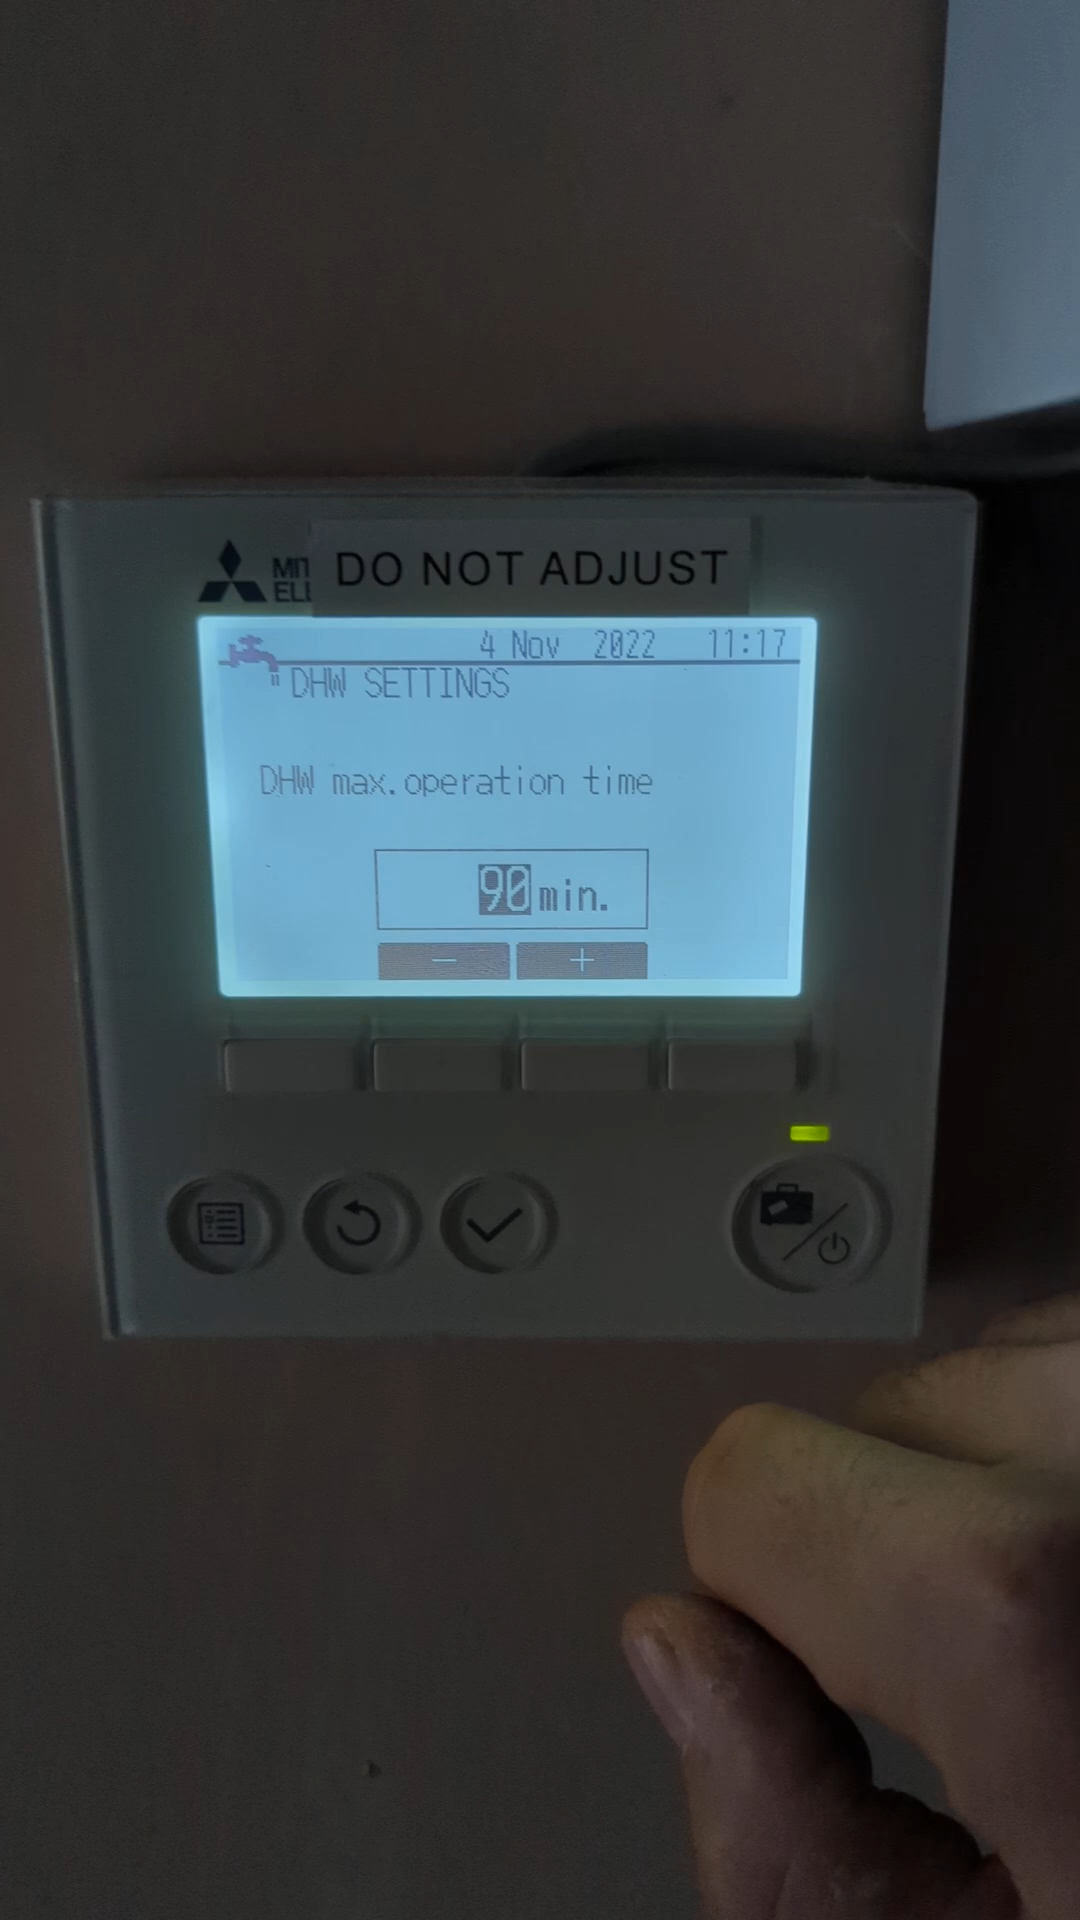 DO NOT ADJUST
4 Nov 2022 11:17
DHW SETTINGS
DHW max.operation time
90 min.
- +